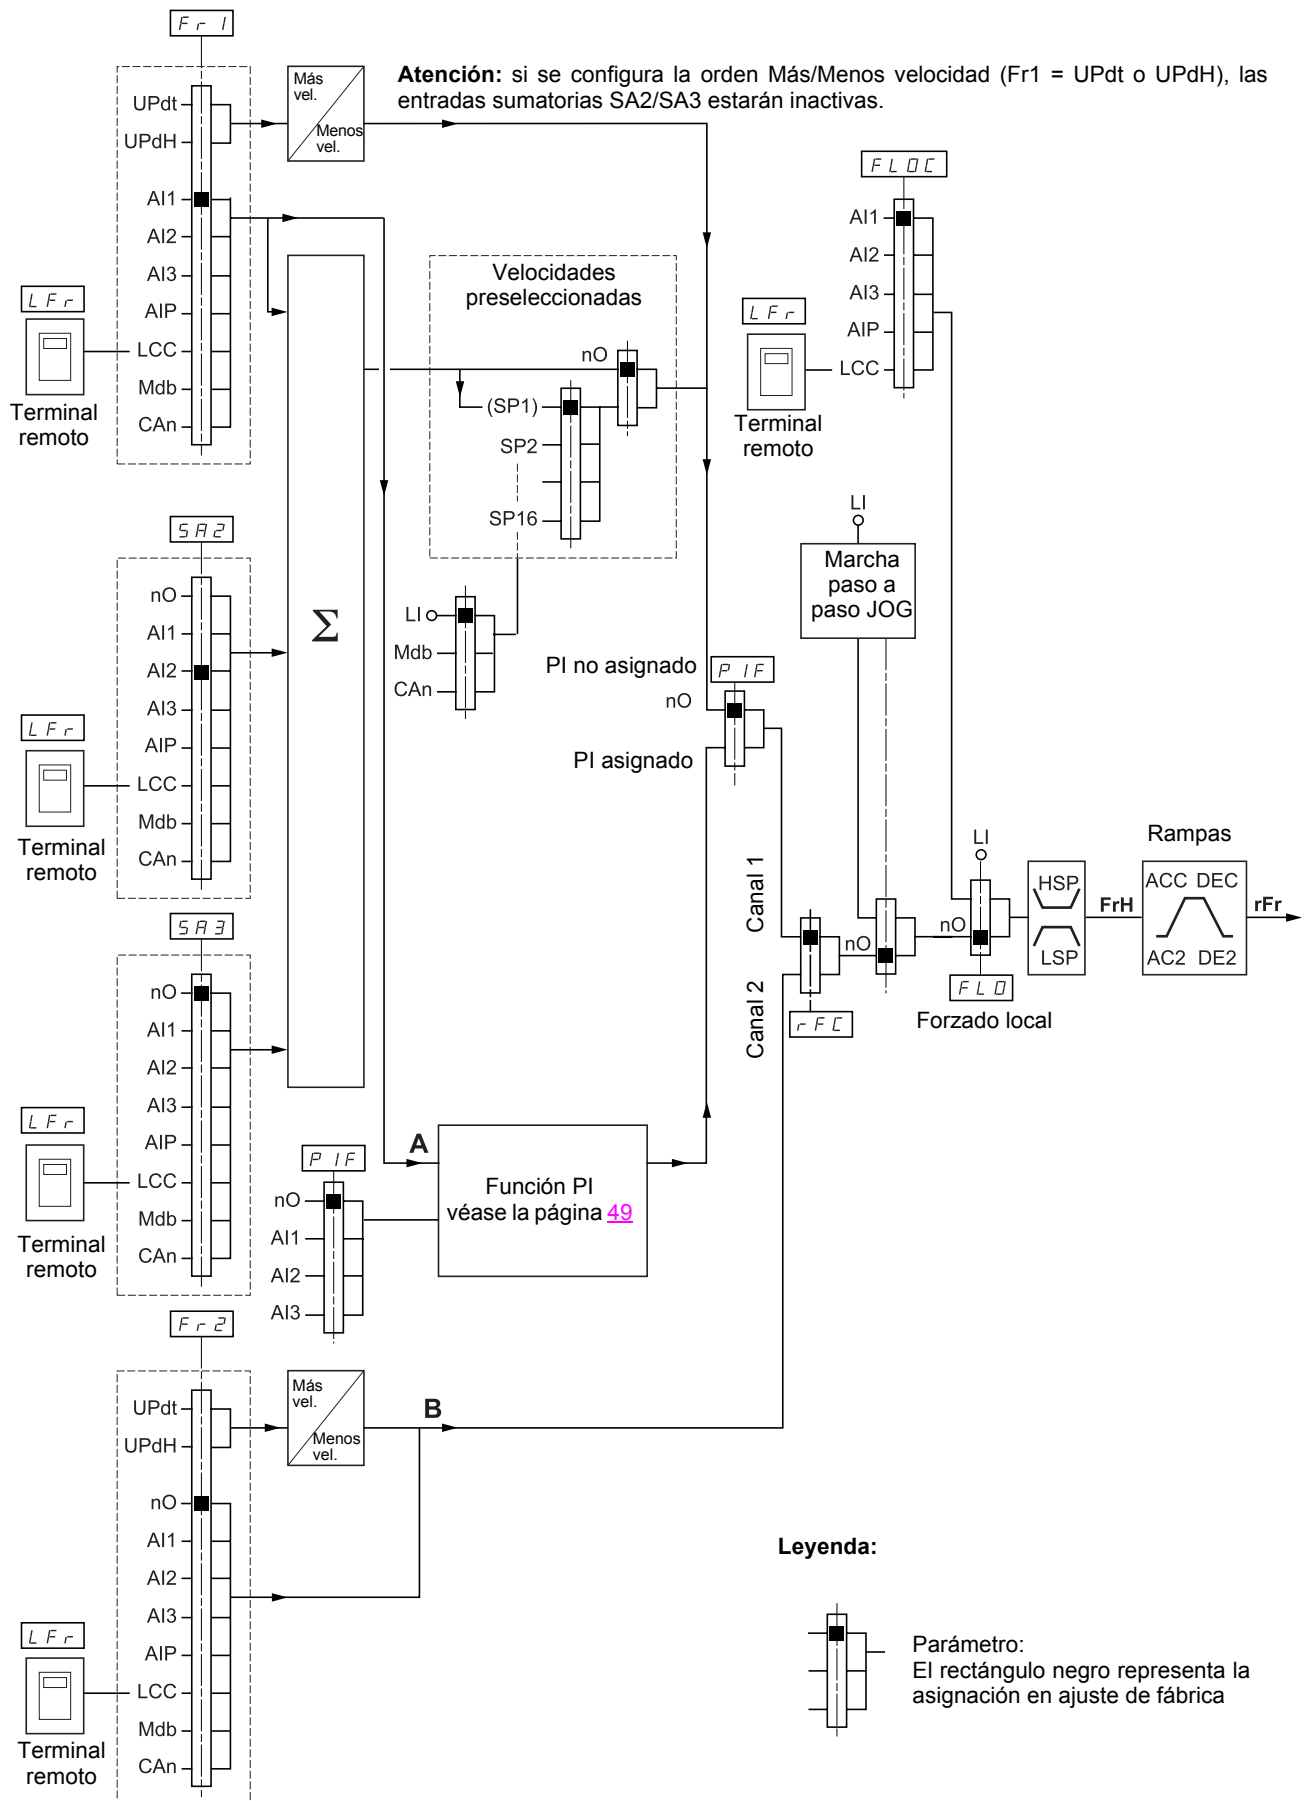 Fr1
Atención: si se configura la orden Más/Menos velocidad (Fr1 = UPdt o UPdH), las
entradas sumatorias SA2/SA3 estarán inactivas.
UPdt
UPdH
Más
vel.
Menos
vel.
AI1
AI2
AI3
AIP
LCC
Mdb
CAn
LFr
Terminal
remoto
Velocidades
preseleccionadas
nO
(SP1)
SP2
SP16
LI
Mdb
CAn
FLOC
AI1
AI2
AI3
AIP
LCC
LFr
Terminal
remoto
SA2
nO
AI1
AI2
AI3
AIP
LCC
Mdb
CAn
LFr
Terminal
remoto
Σ
LI
Marcha
paso a
paso JOG
PI no asignado
PIF
nO
PI asignado
Canal 1
Canal 2
rFC
nO
nO
LI
FLO
Forzado local
HSP
LSP
FrH
Rampas
ACC DEC
AC2 DE2
rFr
SA3
nO
AI1
AI2
AI3
AIP
LCC
Mdb
CAn
LFr
Terminal
remoto
PIF
nO
AI1
AI2
AI3
A
Función PI
véase la página 49
Fr2
UPdt
UPdH
Más
vel.
Menos
vel.
B
nO
AI1
AI2
AI3
AIP
LCC
Mdb
CAn
LFr
Terminal
remoto
Leyenda:
Parámetro:
El rectángulo negro representa la
asignación en ajuste de fábrica